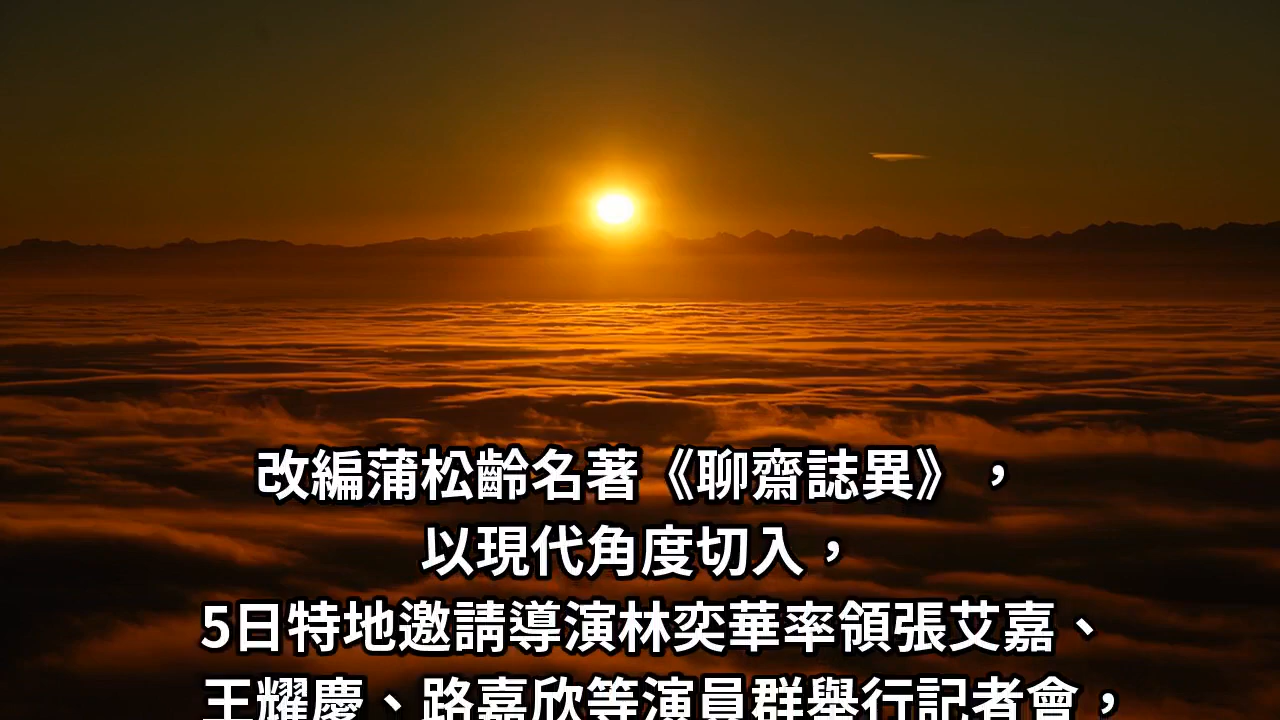 改編蒲松齡名著《聊齋誌異》，
以現代角度切入，
5日特地邀請導演林奕華率領張艾嘉、
王耀慶、路嘉欣等演員群舉行記者會，